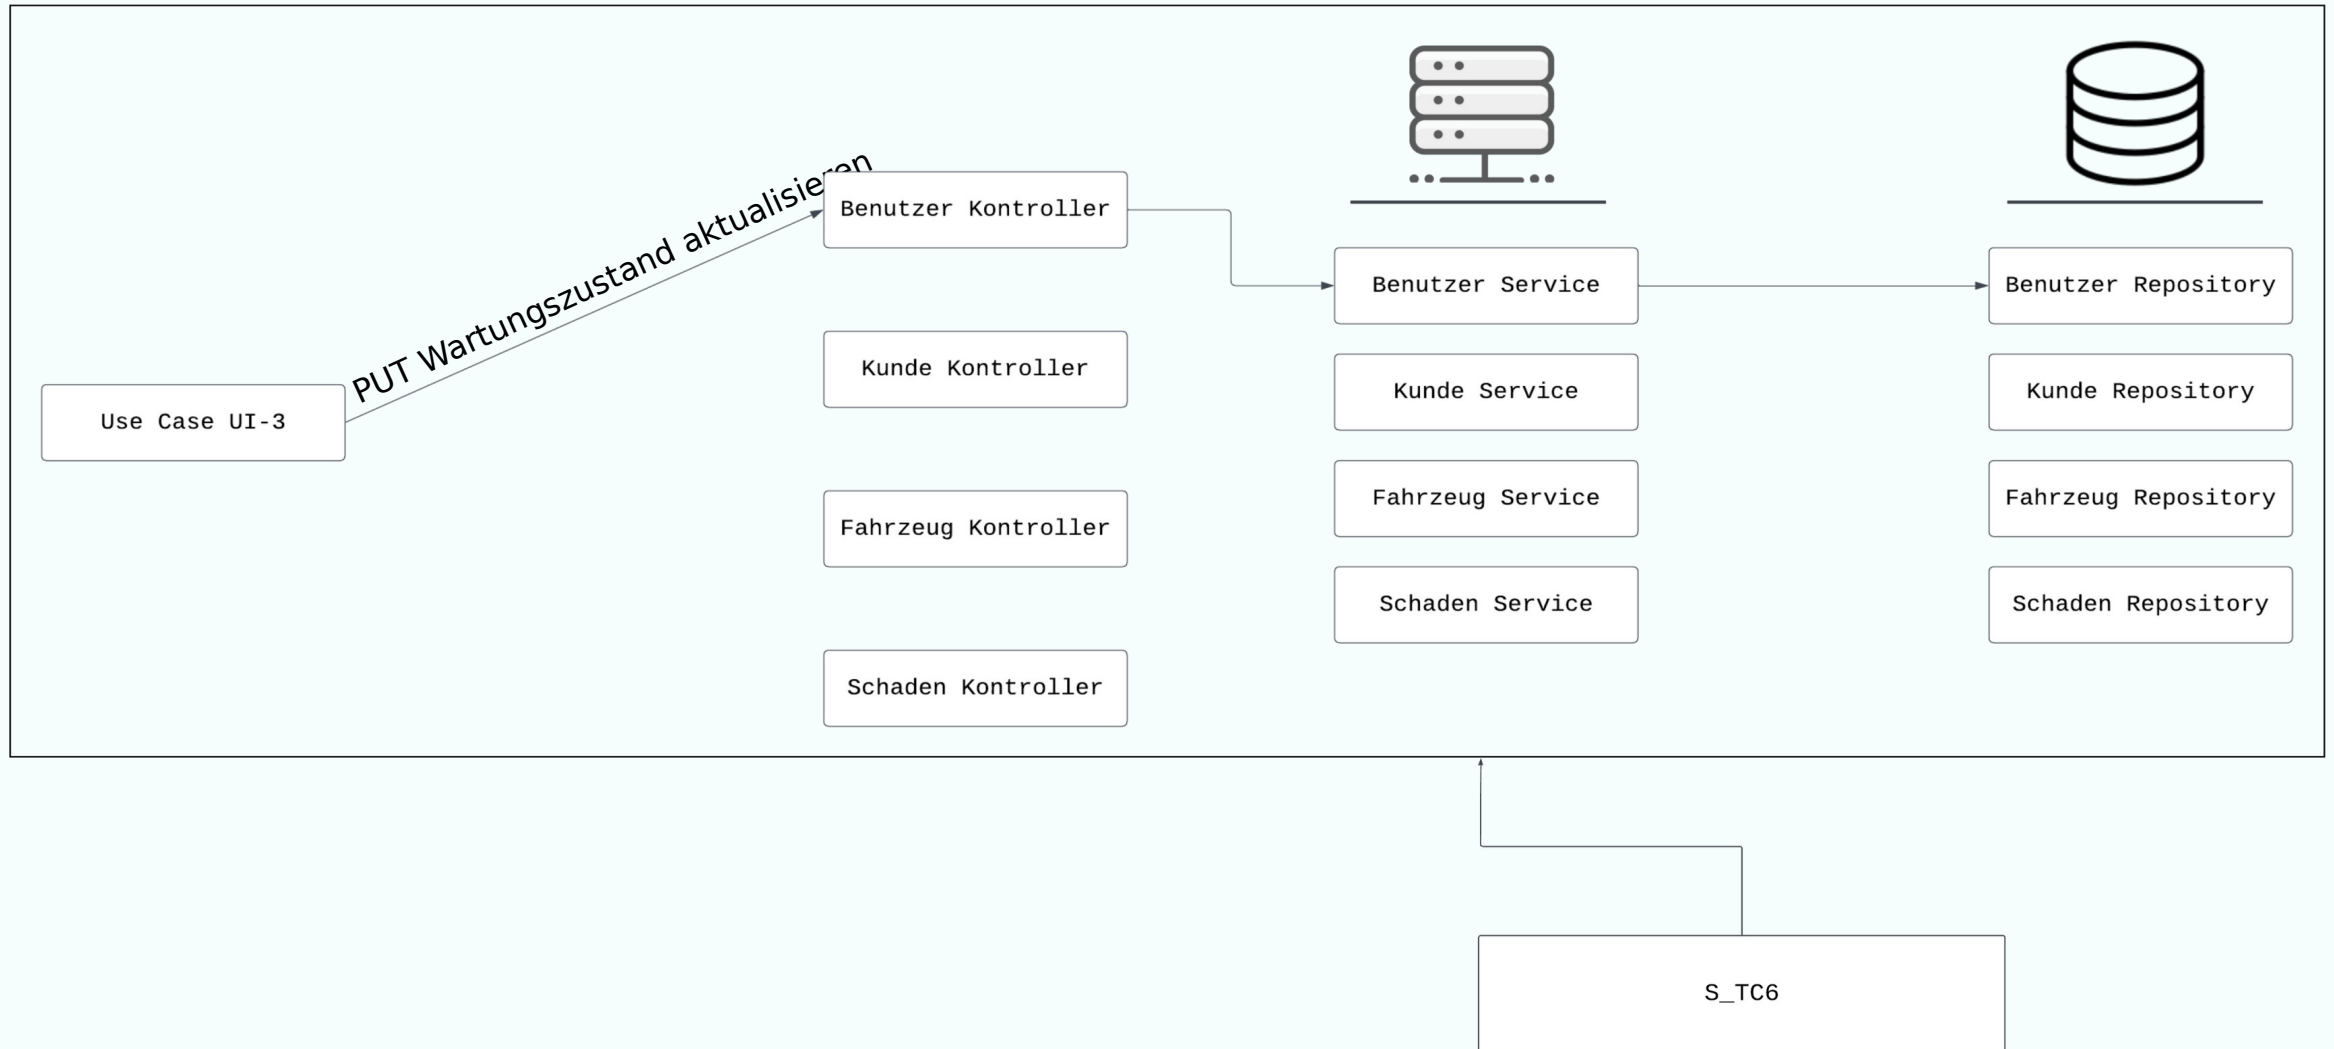 PUT Wartungszustand aktualisieren
Use Case UI-3
Benutzer Kontroller
Kunde Kontroller
Fahrzeug Kontroller
Schaden Kontroller
Benutzer Service
Kunde Service
Fahrzeug Service
Schaden Service
Benutzer Repository
Kunde Repository
Fahrzeug Repository
Schaden Repository
S_TC6